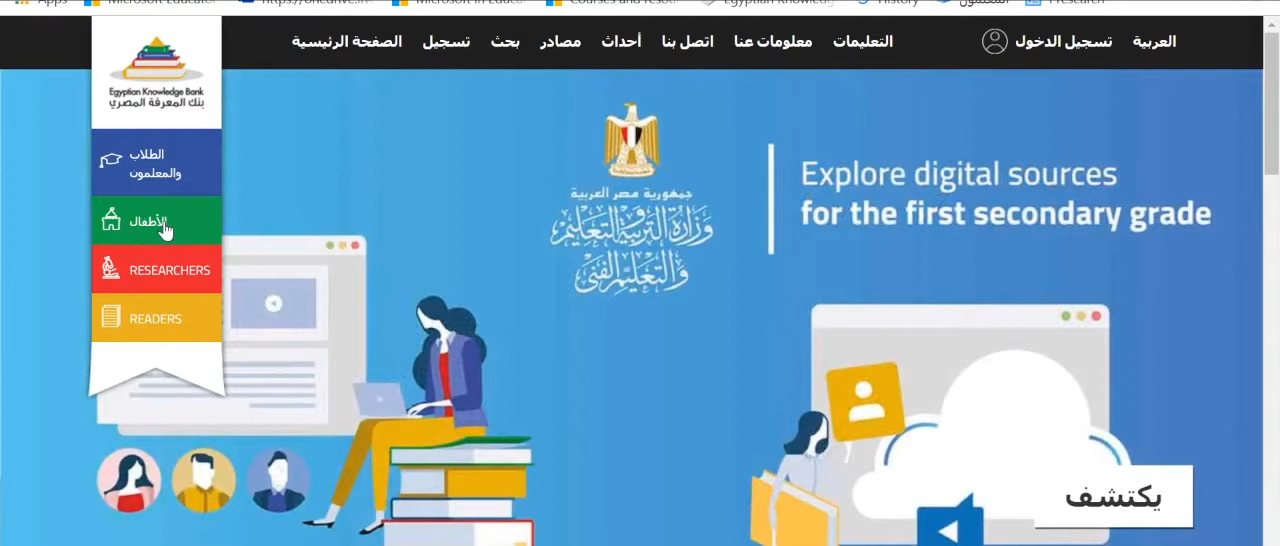 Apps
الصفحة الرئيسية
تسجيل
بحث
مصادر
أحداث
اتصل بنا
معلومات عنا
التعليمات
تسجيل الدخول
العربية
Egyptian Knowledge Bank
بنك المعرفة المصري
الطلاب
والمعلمون
الأطفال
RESEARCHERS
READERS
جمهورية مصر العربية
وزارة التربية والتعليم
والتعليم الفني
Explore digital sources
for the first secondary grade
يكتشف